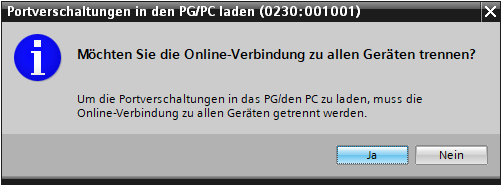 Portverschaltungen in den PG/PC laden (0230:001001)
Möchten Sie die Online-Verbindung zu allen Geräten trennen?
Um die Portverschaltungen in das PG/den PC zu laden, muss die
Online-Verbindung zu allen Geräten getrennt werden.
Ja Nein